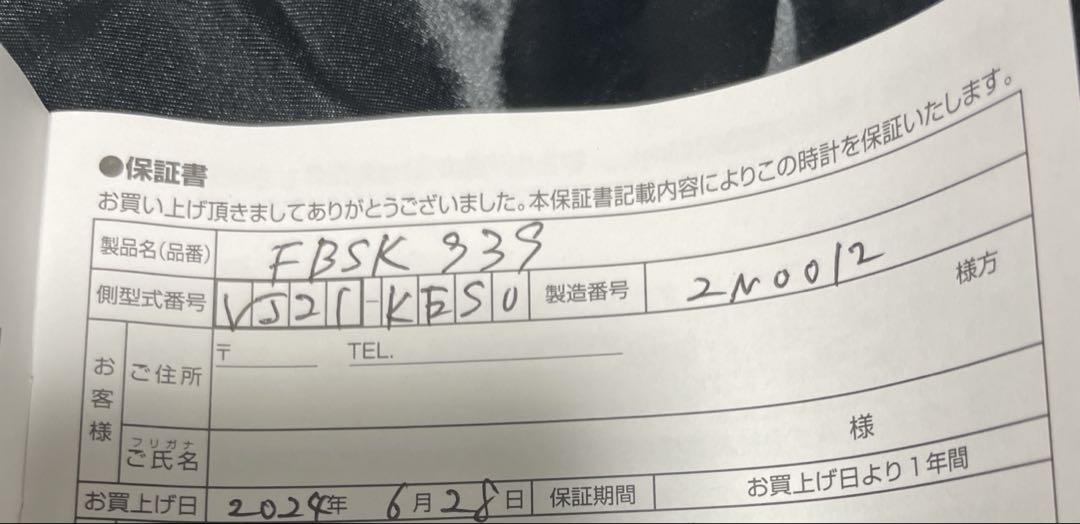 ●保証書
お買い上げ頂きましてありがとうございました。本保証書記載内容によりこの時計を保証いたします。
製品名(品番) FBSK 939
側型式番号 VJ21-KES0 製造番号 2N0012
様方
お客様 ご住所 〒 TEL.
フリガナ
ご氏名 様
お買上げ日 2024年 6月28日 保証期間 お買上げ日より1年間